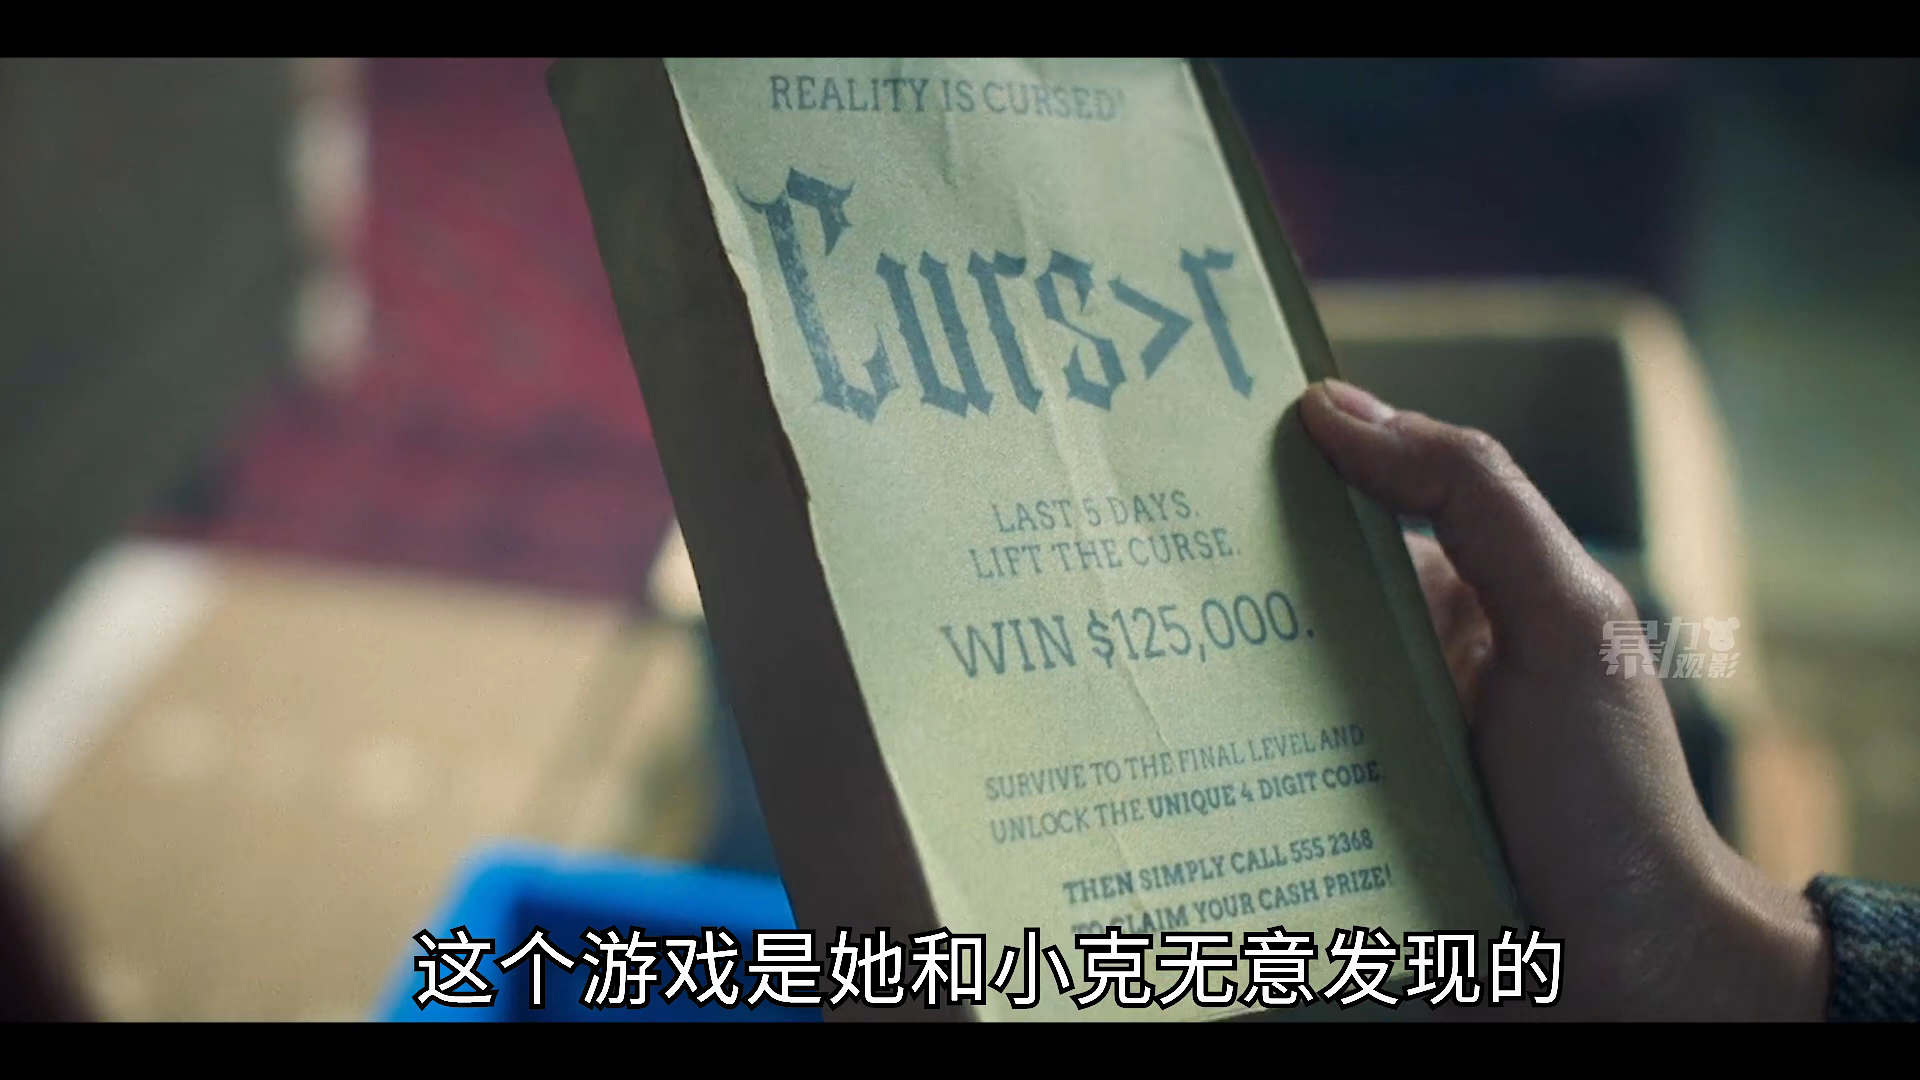 REALITY IS CURSED!
Curs>r
LAST 5 DAYS.
LIFT THE CURSE.
WIN $125,000.
SURVIVE TO THE FINAL LEVEL AND
UNLOCK THE UNIQUE 4 DIGIT CODE.
THEN SIMPLY CALL 555 2368
TO CLAIM YOUR CASH PRIZE!
暴力观影
这个游戏是她和小克无意发现的